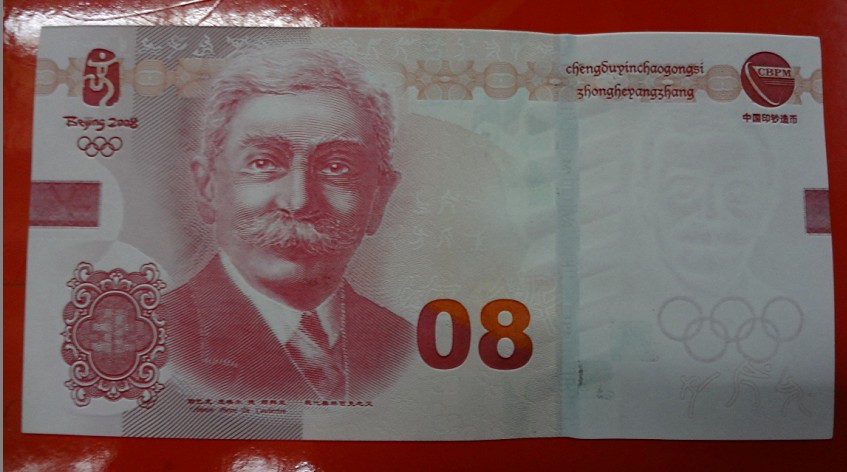 Beijing 2008
chengduyinchaogongsi
zhonghepangzhang
CBPM
中国印钞造币
08